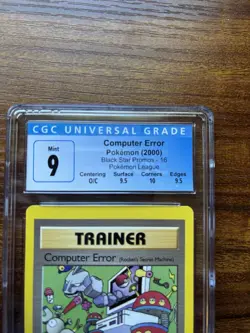 CGC UNIVERSAL GRADE
Mint
9
Computer Error
Pokémon (2000)
Black Star Promos - 16
Pokémon League
Centering Surface Corners Edges
O/C 9.5 10 9.5
TRAINER
Computer Error (Rocket's Secret Machine)